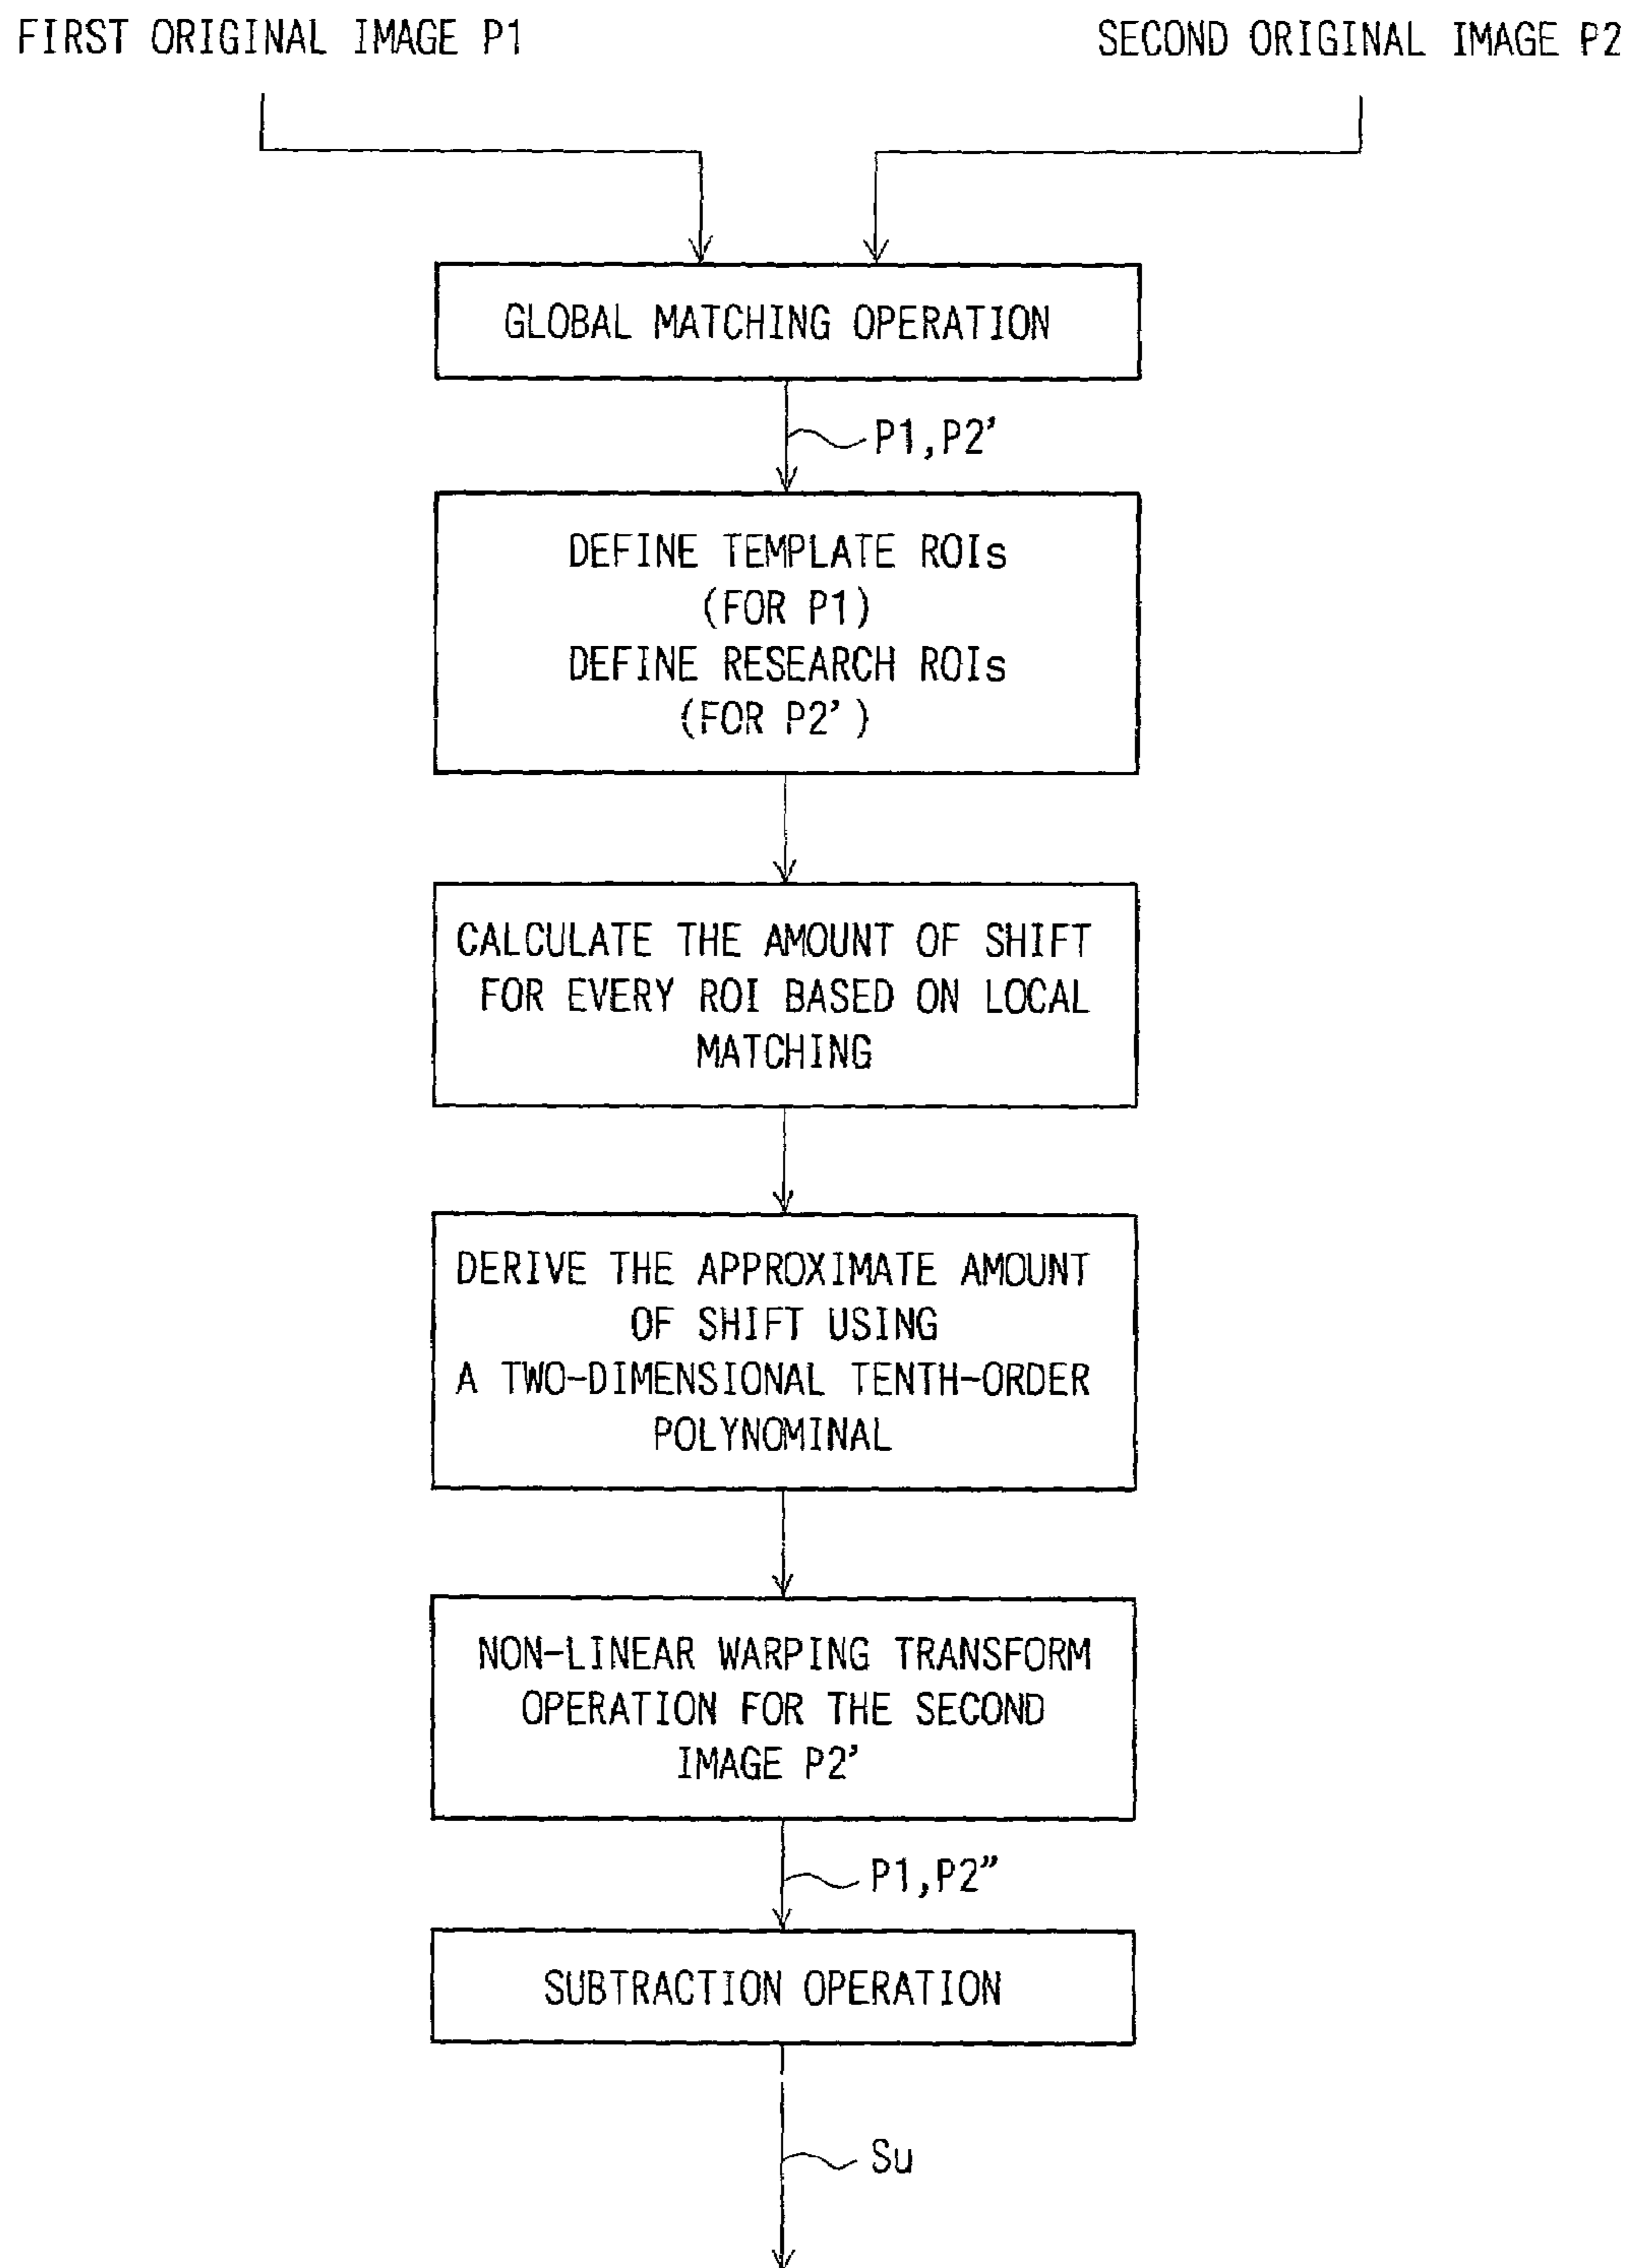 FIRST ORIGINAL IMAGE P1
SECOND ORIGINAL IMAGE P2
GLOBAL MATCHING OPERATION
P1,P2’
DEFINE TEMPLATE ROIs
(FOR P1)
DEFINE RESEARCH ROIs
(FOR P2’)
CALCULATE THE AMOUNT OF SHIFT
FOR EVERY ROI BASED ON LOCAL
MATCHING
DERIVE THE APPROXIMATE AMOUNT
OF SHIFT USING
A TWO-DIMENSIONAL TENTH-ORDER
POLYNOMINAL
NON-LINEAR WARPING TRANSFORM
OPERATION FOR THE SECOND
IMAGE P2’
P1,P2”
SUBTRACTION OPERATION
Su